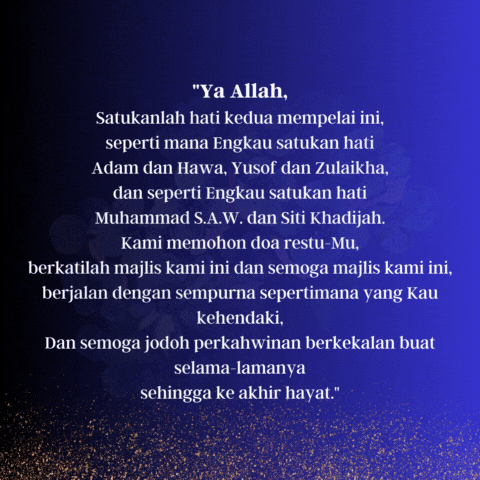 "Ya Allah,
Satukanlah hati kedua mempelai ini,
seperti mana Engkau satukan hati
Adam dan Hawa, Yusof dan Zulaikha,
dan seperti Engkau satukan hati
Muhammad S.A.W. dan Siti Khadijah.
Kami memohon doa restu-Mu,
berkatilah majlis kami ini dan semoga majlis kami ini,
berjalan dengan sempurna sepertimana yang Kau
kehendaki,
Dan semoga jodoh perkahwinan berkekalan buat
selama-lamanya
sehingga ke akhir hayat."